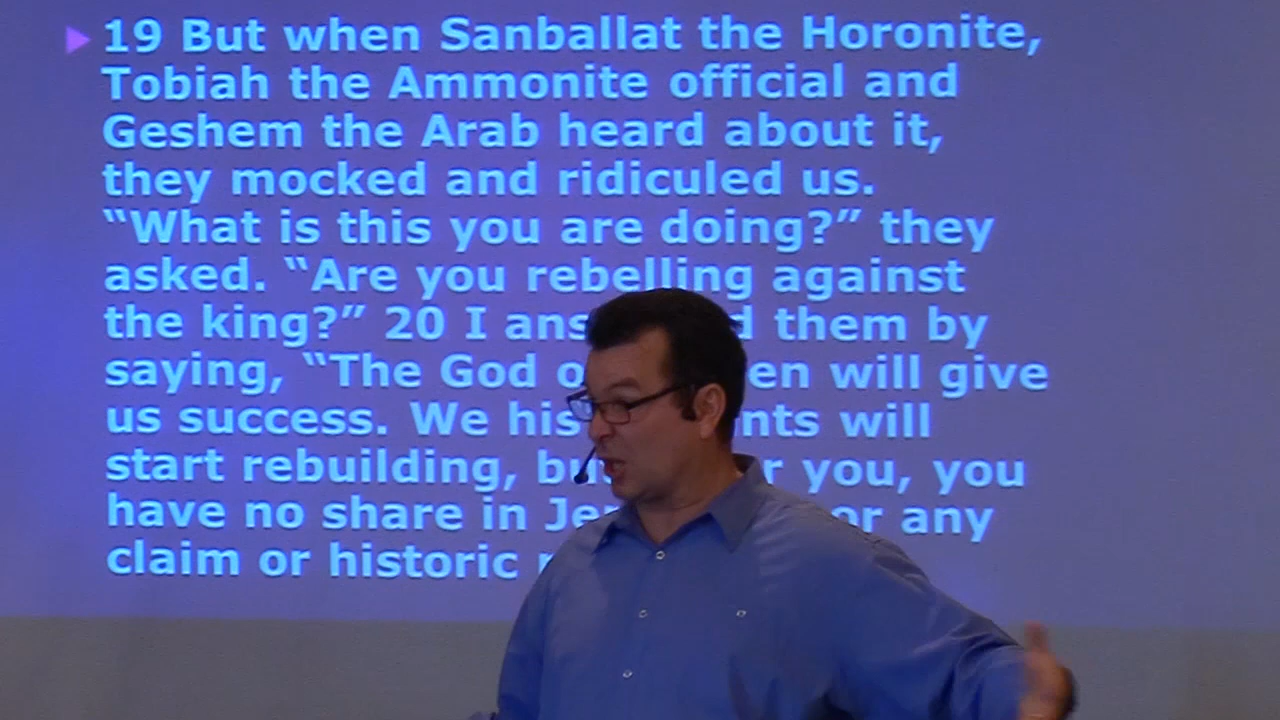 19 But when Sanballat the Horonite,
Tobiah the Ammonite official and
Geshem the Arab heard about it,
they mocked and ridiculed us.
“What is this you are doing?” they
asked. “Are you rebelling against
the king?” 20 I them by
saying, “The God will give
us success. We his will
start rebuilding, you, you
have no share in any
claim or historic